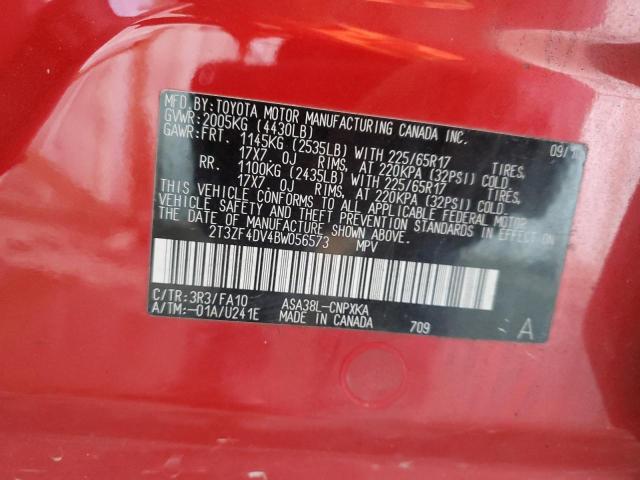 MFD.BY:TOYOTA MOTOR MANUFACTURING CANADA INC.
GVWR:2005KG (4430LB) 09/
GAWR:FRT. 1145KG (2535LB) WITH 225/65R17 TIRES,
17X7.0J RIMS, AT 220KPA (32PSI) COLD
RR. 1100KG (2435LB) WITH 225/65R17 TIRES,
17X7.0J RIMS, AT 220KPA (32PSI) COLD
THIS VEHICLE CONFORMS TO ALL APPLICABLE FEDERAL MOTOR
VEHICLE SAFETY AND THEFT PREVENTION STANDARDS IN EFFECT
ON THE DATE OF MANUFACTURE SHOWN ABOVE.
2T3ZF4DV4BW056573 MPV
C/TR:3R3/FA10 ASA38L-CNPXKA
A/TM:-01A/U241E MADE IN CANADA 709 A